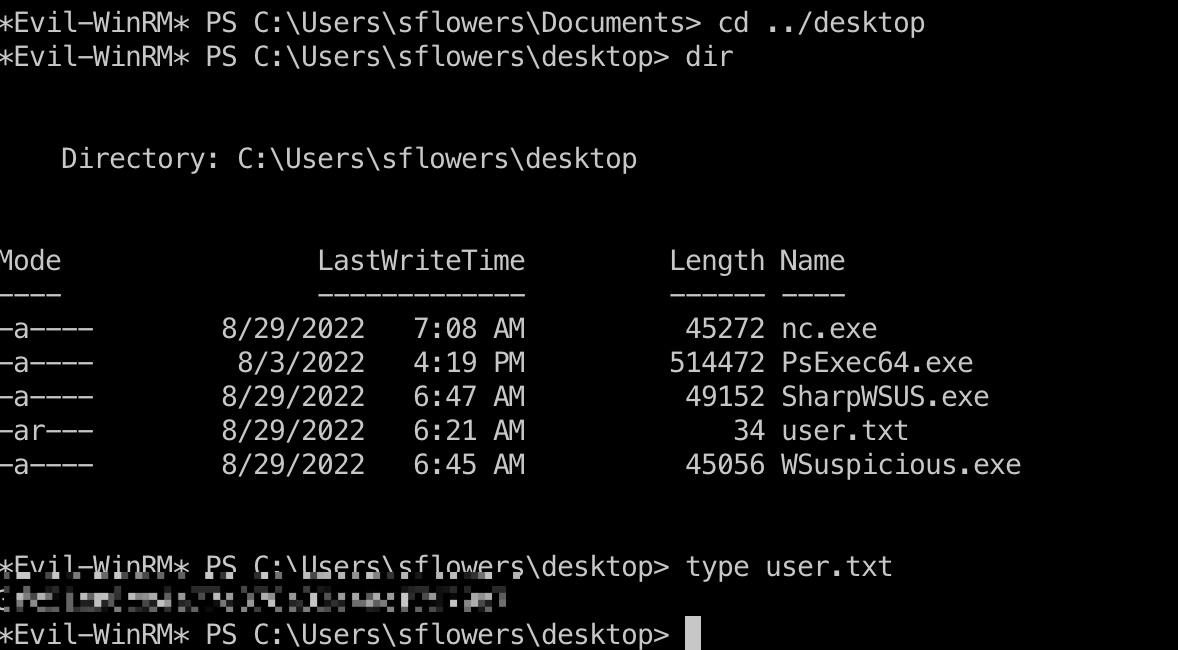 *Evil-WinRM* PS C:\Users\sflowers\Documents> cd ../desktop
*Evil-WinRM* PS C:\Users\sflowers\desktop> dir
Directory: C:\Users\sflowers\desktop
Mode LastWriteTime Length Name
---- ------------- ------ ----
-a---- 8/29/2022 7:08 AM 45272 nc.exe
-a---- 8/3/2022 4:19 PM 514472 PsExec64.exe
-a---- 8/29/2022 6:47 AM 49152 SharpWSUS.exe
-ar--- 8/29/2022 6:21 AM 34 user.txt
-a---- 8/29/2022 6:45 AM 45056 WSuspicious.exe
*Evil-WinRM* PS C:\Users\sflowers\desktop> type user.txt
*Evil-WinRM* PS C:\Users\sflowers\desktop>